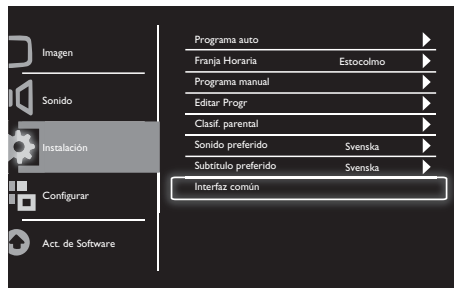 Imagen
Sonido
Instalación
Configurar
Act. de Software
Programa auto
Franja Horaria Estocolmo
Programa manual
Editar Progr
Clasif. parental
Sonido preferido Svenska
Subtítulo preferido Svenska
Interfaz común